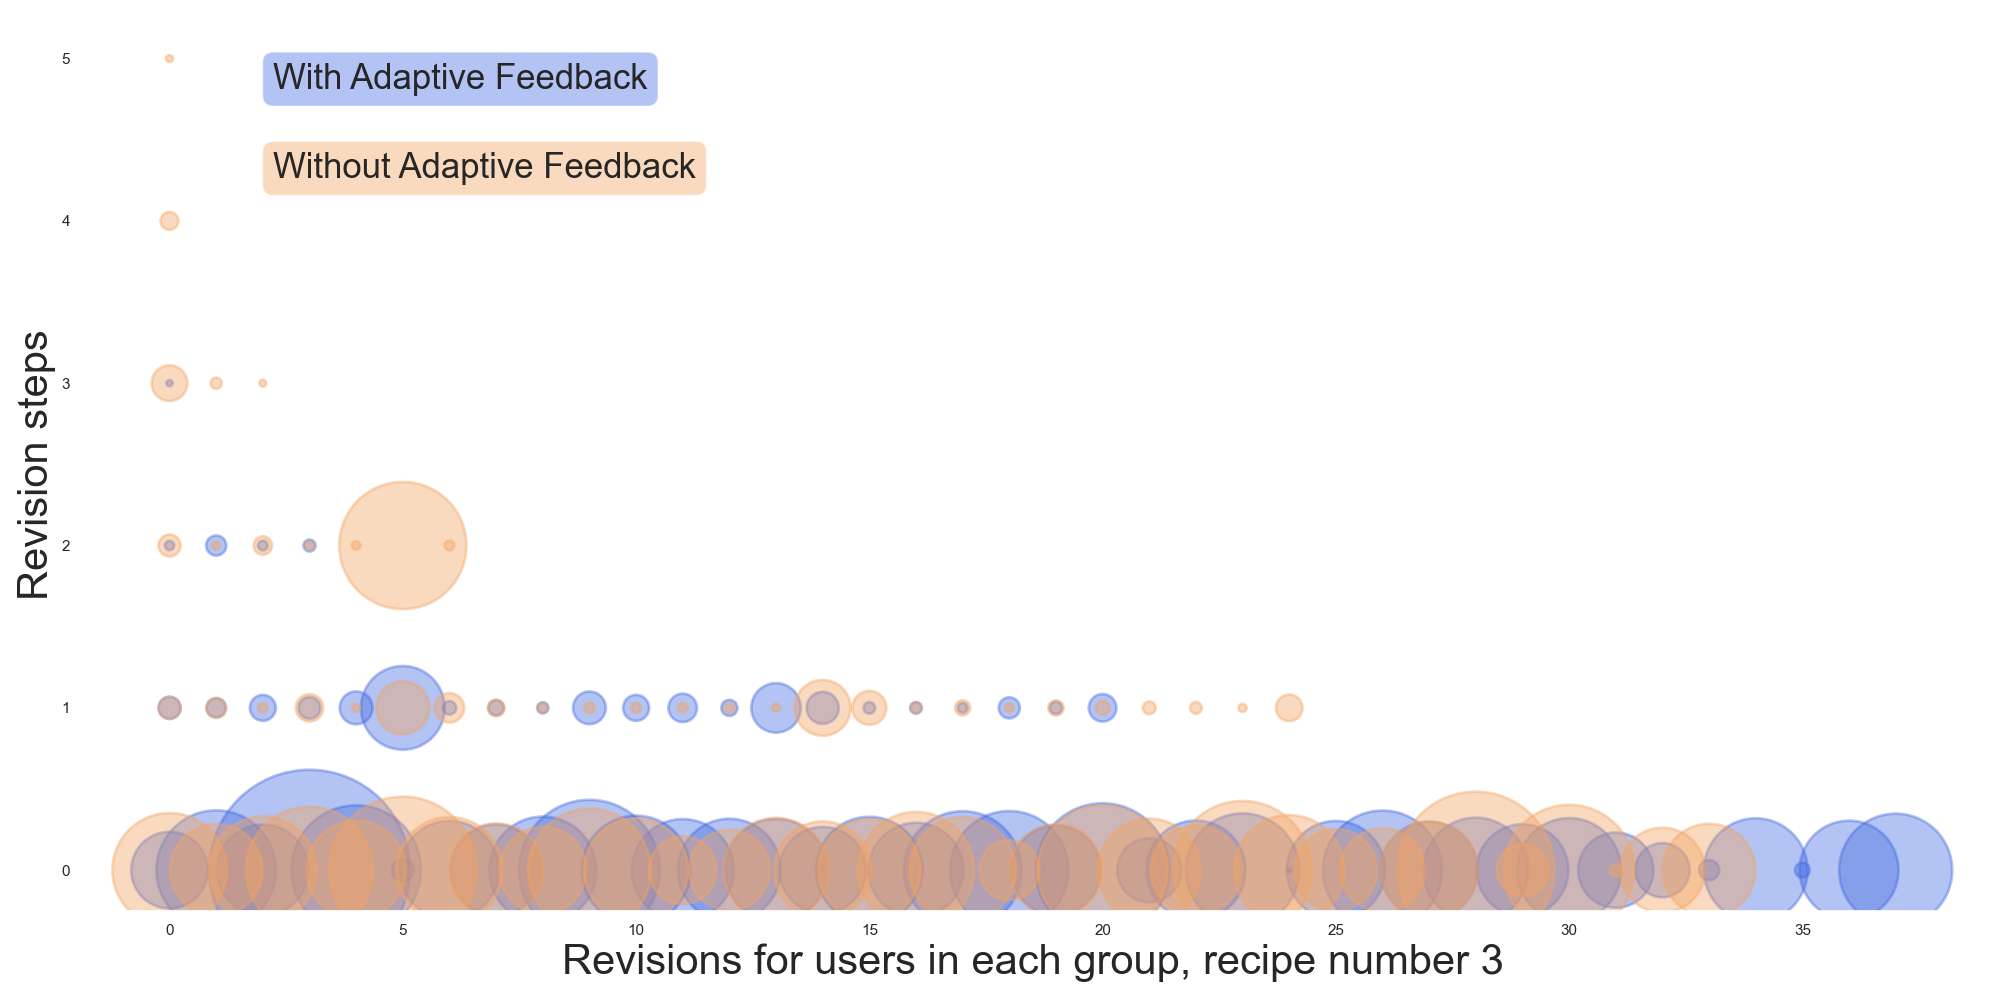 5
With Adaptive Feedback
Without Adaptive Feedback
4
3
Revision steps
2
1
0
0 5 10 15 20 25 30 35
Revisions for users in each group, recipe number 3